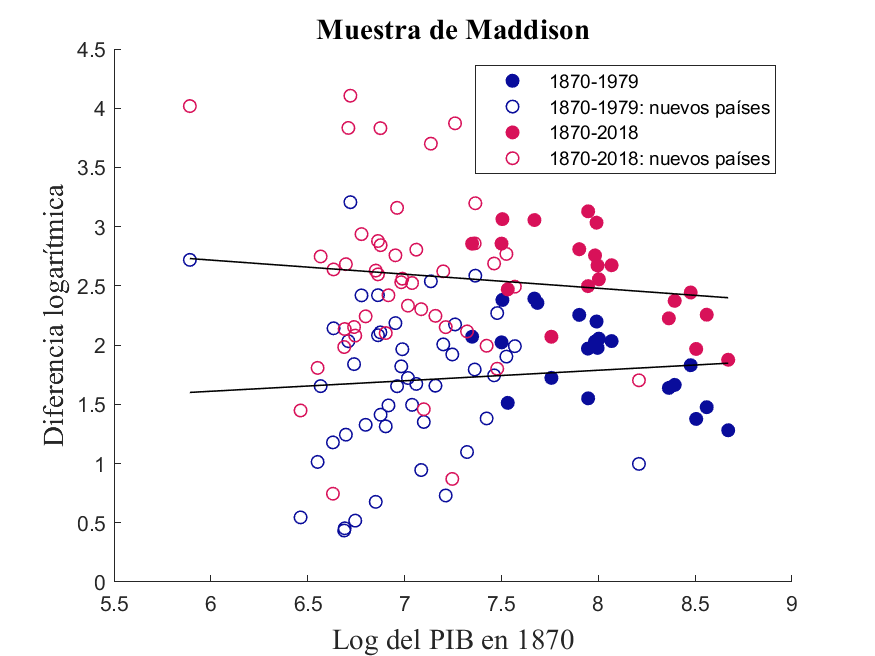 Muestra de Maddison
4.5
4
3.5
3
2.5
2
1.5
1
0.5
0
Diferencia logarítmica
1870-1979
1870-1979: nuevos países
1870-2018
1870-2018: nuevos países
5.5 6 6.5 7 7.5 8 8.5 9
Log del PIB en 1870